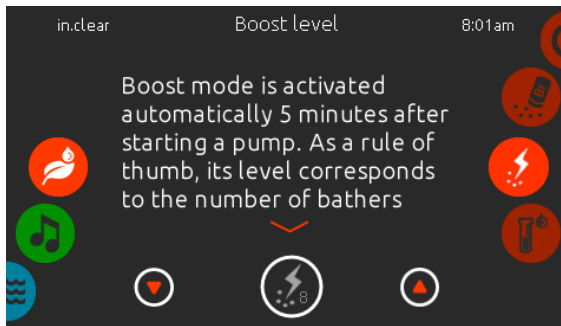 in.clear Boost level 8:01am
Boost mode is activated
automatically 5 minutes after
starting a pump. As a rule of
thumb, its level corresponds
to the number of bathers
Br
8